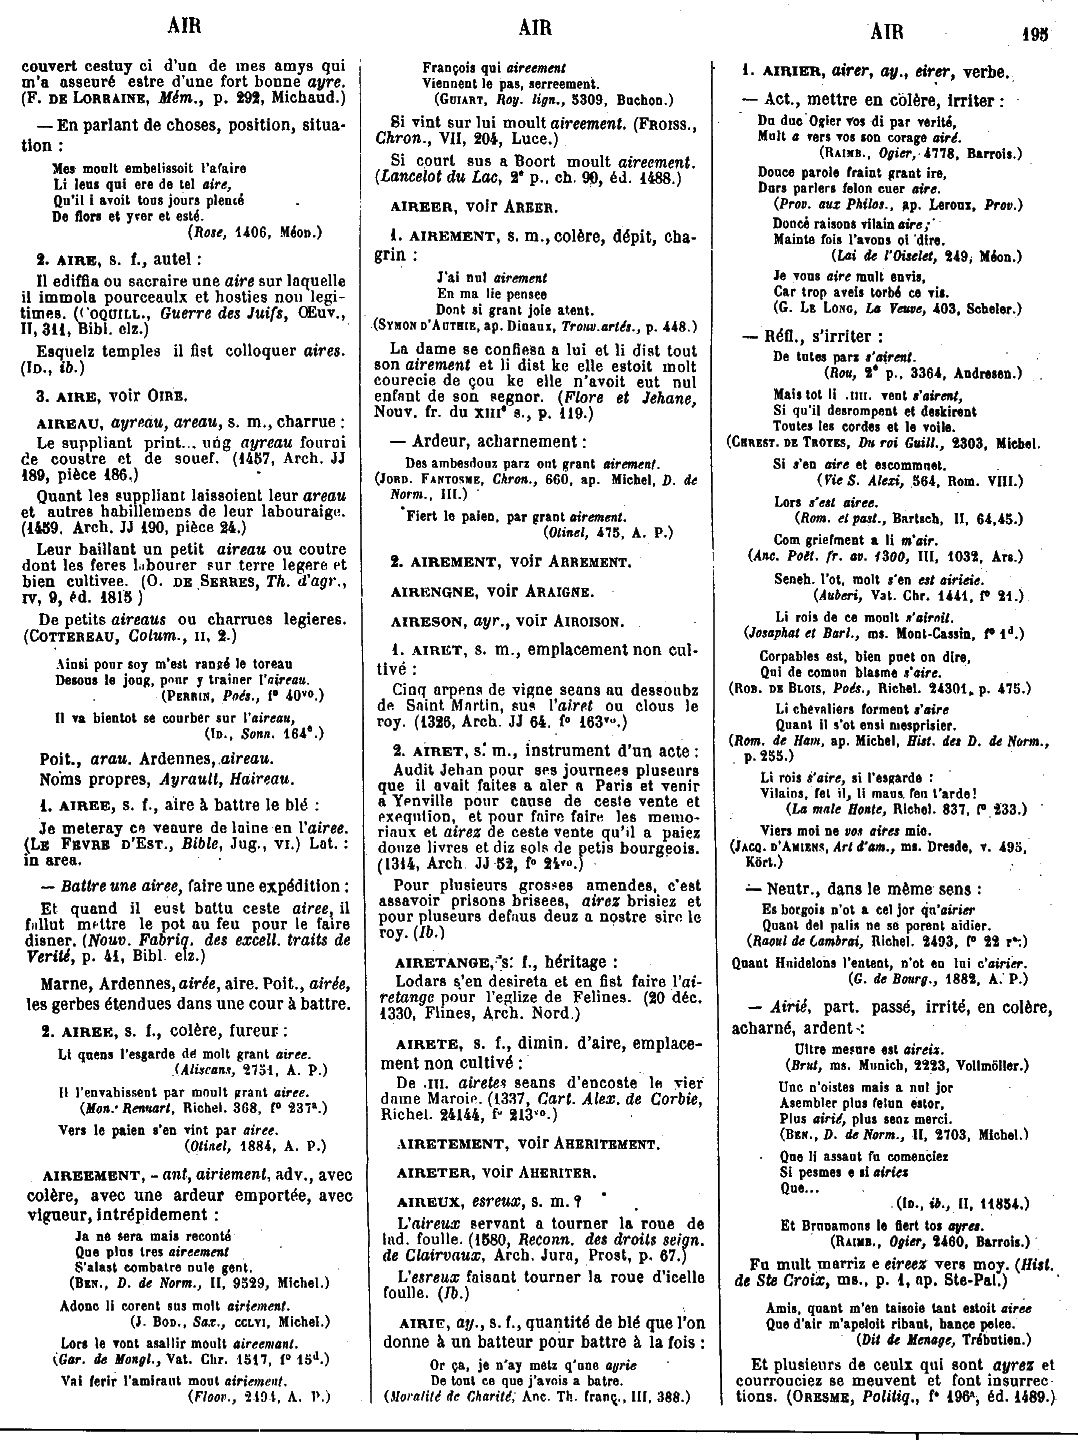 AIR
AIR
AIR
195
couvert cestuy ci d'un de mes amys qui
m'a asseuré estre d'une fort bonne ayre.
(F. DE LORRAINE, Mém., p. 292, Michaud.)
— En parlant de choses, position, situa-
tion :
Mes moult embelissoit l'afaire
Li leus qui ere de tel aire,
Qu'il i avoit tous jours plenté
De flors et yver et esté.
(Rose, 1406, Méon.)
2. AIRE, s. f., autel :
Il ediffia ou sacraire une aire sur laquelle
il immola pourceaulx et hosties non legi-
times. (COQUILL., Guerre des Juifs, Œuv.,
II, 311, Bibl. elz.)
Esquelz temples il fist colloquer aires.
(ID., ib.)
3. AIRE, voir OIRE.
AIREAU, ayreau, areau, s. m., charrue :
Le suppliant print... ung ayreau fourni
de coustre et de souef. (1457, Arch. JJ
189, pièce 186.)
Quant les suppliant laissoient leur areau
et autres habillemens de leur labouraige.
(1459. Arch. JJ 190, pièce 24.)
Leur baillant un petit aireau ou coutre
dont les feres labourer sur terre legere et
bien cultivee. (O. DE SERRES, Th. d'agr.,
IV, 9, éd. 1815)
De petits aireaus ou charrues legieres.
(COTTEREAU, Colum., II, 2.)
Ainsi pour soy m'est rangé le toreau
Desous le joug, pour y trainer l'aireau.
(PERRIN, Poés., f° 40vo.)
Il va bientot se courber sur l'aireau,
(ID., Sonn. 164e.)
Poit., arau. Ardennes, aireau.
Noms propres, Ayrault, Haireau.
1. AIREE, s. f., aire à battre le blé :
Je meteray ce veaure de laine en l'airee.
(LE FEVRE D'EST., Bible, Jug., VI.) Lat. :
in area.
— Battre une airee, faire une expédition :
Et quand il eust battu ceste airee, il
fallut mettre le pot au feu pour le faire
disner. (Nouv. Fabriq. des excell. traits de
Verité, p. 41, Bibl. elz.)
Marne, Ardennes, airée, aire. Poit., airée,
les gerbes étendues dans une cour à battre.
2. AIREE, s. f., colère, fureur :
Li quens l'esgarde de molt grant airee.
(Aliscans, 2751, A. P.)
Il l'envahissent par moult grant airee.
(Mon. Renuart, Richel. 368, f° 237a.)
Vers le paien s'en vint par airee.
(Otinel, 1884, A. P.)
AIREEMENT, - ant, airiement, adv., avec
colère, avec une ardeur emportée, avec
vigueur, intrépidement :
Ja ne sera mais reconté
Que plus tres aireement
S'alast combatre nule gent.
(BEN., D. de Norm., II, 9529, Michel.)
Adonc li corent sus molt airiement.
(J. BOD., Sax., CCLVI, Michel.)
Lors le vont asallir moult aireemant.
(Gar. de Mongl., Vat. Chr. 1517, f° 15d.)
Vai ferir l'amirant mout airiement.
(Floov., 2494, A. P.)
François qui aireement
Viennent le pas, serreement.
(GUIART, Roy. lign., 5309, Buchon.)
Si vint sur lui moult aireement. (FROISS.,
Chron., VII, 204, Luce.)
Si court sus a Boort moult aireement.
(Lancelot du Lac, 2e p., ch. 90, éd. 1488.)
AIREER, voir AREER.
1. AIREMENT, s. m., colère, dépit, cha-
grin :
J'ai nul airement
En ma lie pensee
Dont si grant joie atent.
(SYMON D'AUTHIE, ap. Dinaux, Trouv. artés., p. 448.)
La dame se confiesa a lui et li dist tout
son airement et li dist ke elle estoit molt
courecie de çou ke elle n'avoit eut nul
enfant de son segnor. (Flore et Jehane,
Nouv. fr. du XIIIe s., p. 119.)
— Ardeur, acharnement :
Des ambesdouz parz out grant airement.
(JORD. FANTOSME, Chron., 660, ap. Michel, D. de
Norm., III.)
Fiert le paien, par grant airement.
(Otinel, 475, A. P.)
2. AIREMENT, voir ARREMENT.
AIRENGNE, voir ARAIGNE.
AIRESON, ayr., voir AIROISON.
1. AIRET, s. m., emplacement non cul-
tivé :
Cinq arpens de vigne seans au dessoubz
de Saint Martin, sus l'airet ou clous le
roy. (1326, Arch. JJ 64, f° 163vo.)
2. AIRET, s. m., instrument d'un acte :
Audit Jehan pour ses journees pluseurs
que il avait faites a aler a Paris et venir
a Yenville pour cause de ceste vente et
exeqution, et pour faire faire les memo-
riaux et airez de ceste vente qu'il a paiez
douze livres et diz sols de petis bourgeois.
(1314, Arch. JJ 52, f° 24vo.)
Pour plusieurs grosses amendes, c'est
assavoir prisons brisees, airez brisiez et
pour pluseurs defaus deuz a nostre sire le
roy. (Ib.)
AIRETANGE, s. f., héritage :
Lodars s'en desireta et en fist faire l'ai-
retange pour l'eglize de Felines. (20 déc.
1330, Flines, Arch. Nord.)
AIRETE, s. f., dimin. d'aire, emplace-
ment non cultivé :
De .III. airetes seans d'encoste le vier
dame Maroie. (1337, Cart. Alex. de Corbie,
Richel. 24144, f° 213vo.)
AIRETEMENT, voir AHERITEMENT.
AIRETER, voir AHERITER.
AIREUX, esreux, s. m. ?
L'aireux servant a tourner la roue de
lad. foulle. (1580, Reconn. des droits seign.
de Clairvaux, Arch. Jura, Prost, p. 67.)
L'esreux faisant tourner la roue d'icelle
foulle. (Ib.)
AIRIE, ay., s. f., quantité de blé que l'on
donne à un batteur pour battre à la fois :
Or ça, je n'ay metz q'une ayrie
De tout ce que j'avois a batre.
(Moralité de Charité, Anc. Th. franç., III, 388.)
1. AIRIER, airer, ay., eirer, verbe.
— Act., mettre en colère, irriter :
Du duc Ogier vos di par verité,
Mult a vers vos son corage airé.
(RAIMB., Ogier, 4778, Barrois.)
Douce parole fraint grant ire,
Durs parlers felon cuer aire.
(Prov. aux Philos., ap. Leroux, Prov.)
Doncé raisons vilain aire;
Mainte fois l'avons oï dire.
(Lai de l'Oiselet, 249, Méon.)
Je vous aire mult envis,
Car trop aveis torbé ce vis.
(G. LE LONG, La Veuve, 403, Scheler.)
— Réfl., s'irriter :
De tutes parz s'airent.
(Rou, 2e p., 3364, Andresen.)
Mais tot li .IIII. vent s'airent,
Si qu'il desrompent et deskirent
Toutes les cordes et le voile.
(CHREST. DE TROYES, Du roi Guill., 2303, Michel.
Si s'en aire et escommuet.
(Vie S. Alexi, 564, Rom. VIII.)
Lors s'est airee.
(Rom. et past., Bartsch, II, 64,45.)
Com griefment a li m'air.
(Anc. Poët. fr. av. 1300, III, 1032, Ars.)
Seneh. l'ot, molt s'en est airieie.
(Auberi, Vat. Chr. 1441, f° 21.)
Li rois de ce moult s'airoit.
(Josaphat et Barl., ms. Mont-Cassin, f° 1d.)
Corpables est, bien puet on dire,
Qui de comun blasme s'aire.
(ROB. DE BLOIS, Poés., Richel. 24301, p. 475.)
Li chevaliers forment s'aire
Quant il s'ot ensi mesprisier.
(Rom. de Ham, ap. Michel, Hist. des D. de Norm.,
p. 255.)
Li rois s'aire, si l'esgarde :
Vilains, fet il, li maus feu t'arde!
(La male Honte, Richel. 837, f° 233.)
Viers moi ne vos aires mie.
(JACQ. D'AMIENS, Art d'am., ms. Dresde, v. 495,
Kört.)
— Neutr., dans le même sens :
Es borgois n'ot a cel jor qu'airier
Quant del palis ne se porent aidier.
(Raoul de Cambrai, Richel. 2493, f° 22 r°.)
Quant Huidelons l'entent, n'ot en lui c'airier.
(G. de Bourg., 1882, A. P.)
— Airié, part. passé, irrité, en colère,
acharné, ardent :
Ultre mesure est aireiz.
(Brut, ms. Munich, 2223, Vollmöller.)
Unc n'oistes mais a nul jor
Asembler plus felun estor,
Plus airié, plus senz merci.
(BEN., D. de Norm., II, 2703, Michel.)
Que li assaut fu comenciez
Si pesmes e si airiez
Que...
(ID., ib., II, 11854.)
Et Brunamons le fiert tos ayres.
(RAIMB., Ogier, 2460, Barrois.)
Fu mult marriz e eireez vers moy. (Hist.
de Ste Croix, ms., p. 1, ap. Ste-Pal.)
Amis, quant m'en taisoie tant estoit airee
Que d'air m'apeloit ribant, bançe pelee.
(Dit de Menage, Trébutien.)
Et plusieurs de ceulx qui sont ayrez et
courrouciez se meuvent et font insurrec-
tions. (ORESME, Politiq., f° 196a, éd. 1489.)